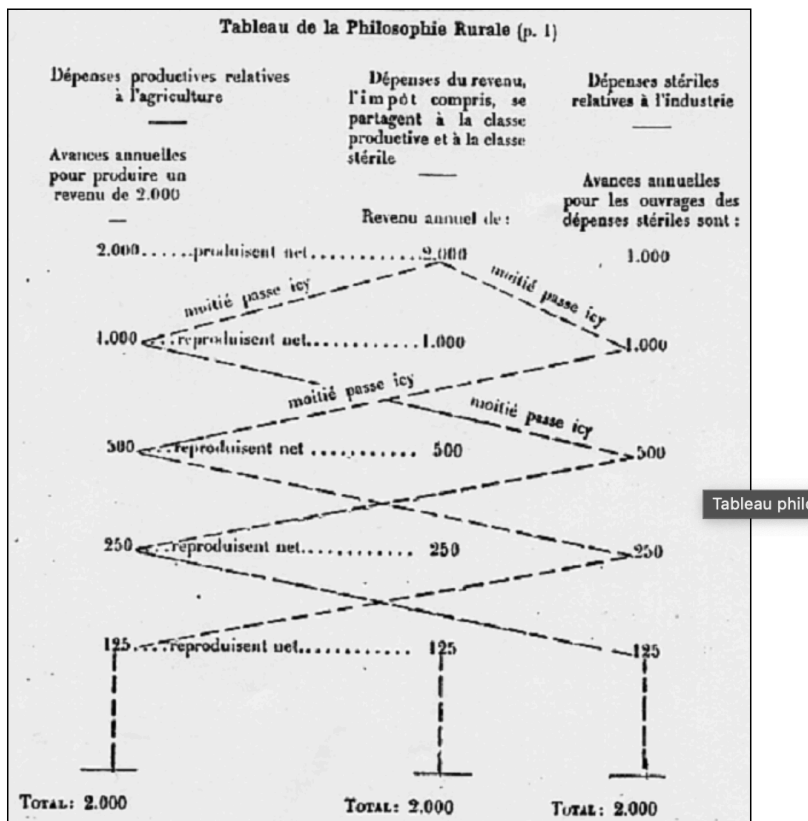 Tableau de la Philosophie Rurale (p. 1)
Dépenses productives relatives
à l'agriculture
Avances annuelles
pour produire un
revenu de 2.000
Dépenses du revenu,
l'impôt compris, se
partagent à la classe
productive et à la classe
stérile
Revenu annuel de :
Dépenses stériles
relatives à l'industrie
Avances annuelles
pour les ouvrages des
dépenses stériles sont :
2.000......produisent net............2.000 1.000
moitié passe icy moitié passe icy
1.000 ...reproduisent net............1.000 1.000
moitié passe icy moitié passe icy
500 ...reproduisent net .......... 500 500
Tableau phil
250 ...reproduisent net........... 250 250
125....reproduisent net........... 125 125
TOTAL: 2.000 TOTAL: 2.000 TOTAL: 2.000